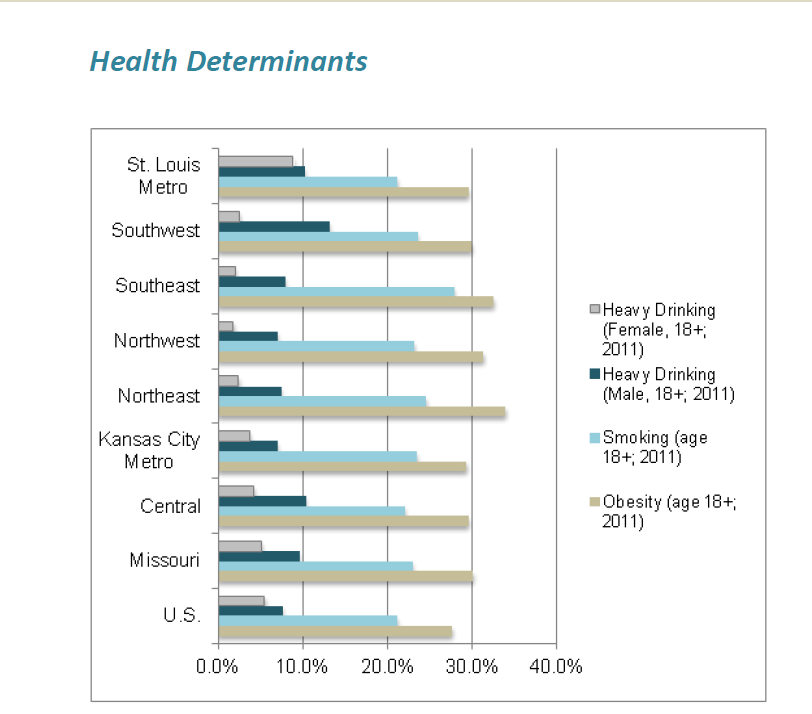 Health Determinants
St. Louis
Metro
Southwest
Southeast
Northwest
Northeast
Kansas City
Metro
Central
Missouri
U.S.
0.0%
10.0%
20.0%
30.0%
40.0%
Heavy Drinking
(Female, 18+;
2011)
Heavy Drinking
(Male, 18+; 2011)
Smoking (age
18+; 2011)
Obesity (age 18+;
2011)